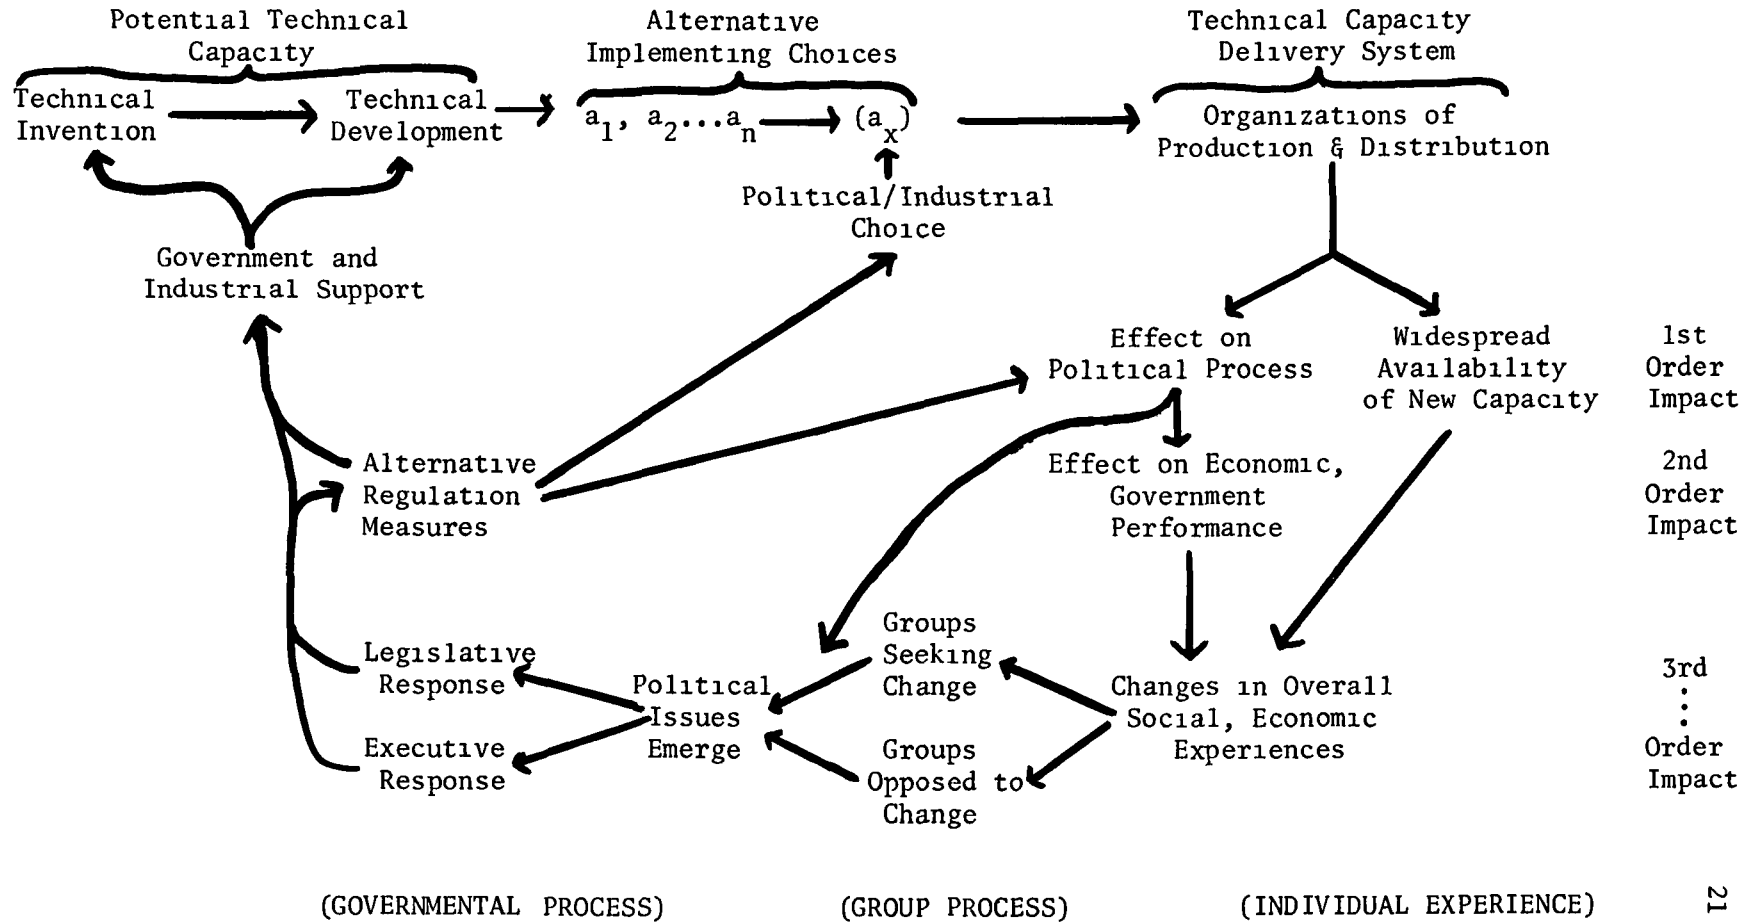 Potential Technical
Capacity
Alternative
Implementing Choices
Technical Capacity
Delivery System
Technical
Invention
Technical
Development
a1, a2...an
(ax)
Organizations of
Production & Distribution
Political/Industrial
Choice
Government and
Industrial Support
Effect on
Political Process
Widespread
Availability
of New Capacity
1st
Order
Impact
Alternative
Regulation
Measures
Effect on Economic,
Government
Performance
2nd
Order
Impact
Legislative
Response
Executive
Response
Political
Issues
Emerge
Groups
Seeking
Change
Groups
Opposed to
Change
Changes in Overall
Social, Economic
Experiences
3rd
⋮
Order
Impact
(GOVERNMENTAL PROCESS)
(GROUP PROCESS)
(INDIVIDUAL EXPERIENCE)
21